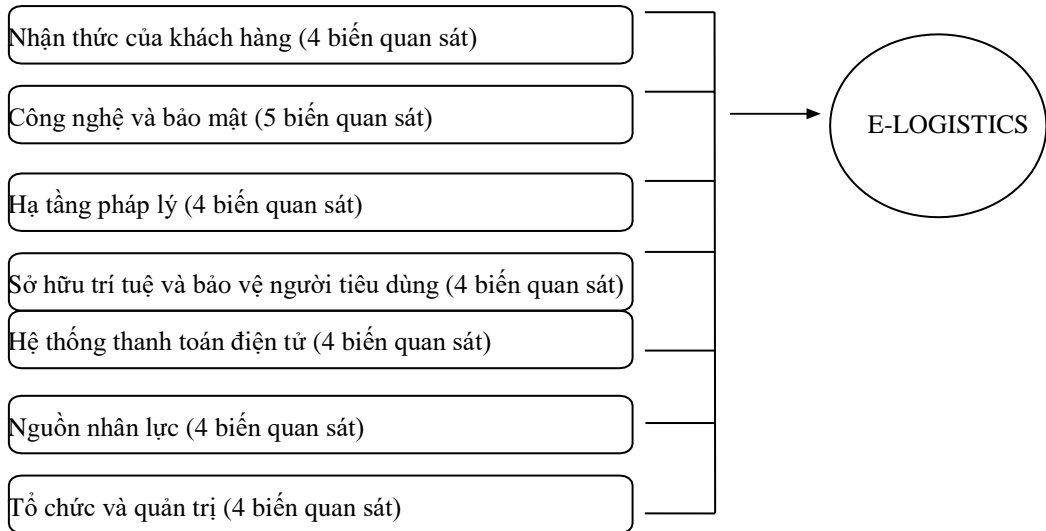 Nhận thức của khách hàng (4 biến quan sát)
Công nghệ và bảo mật (5 biến quan sát)
E-LOGISTICS
Hạ tầng pháp lý (4 biến quan sát)
Sở hữu trí tuệ và bảo vệ người tiêu dùng (4 biến quan sát)
Hệ thống thanh toán điện tử (4 biến quan sát)
Nguồn nhân lực (4 biến quan sát)
Tổ chức và quản trị (4 biến quan sát)